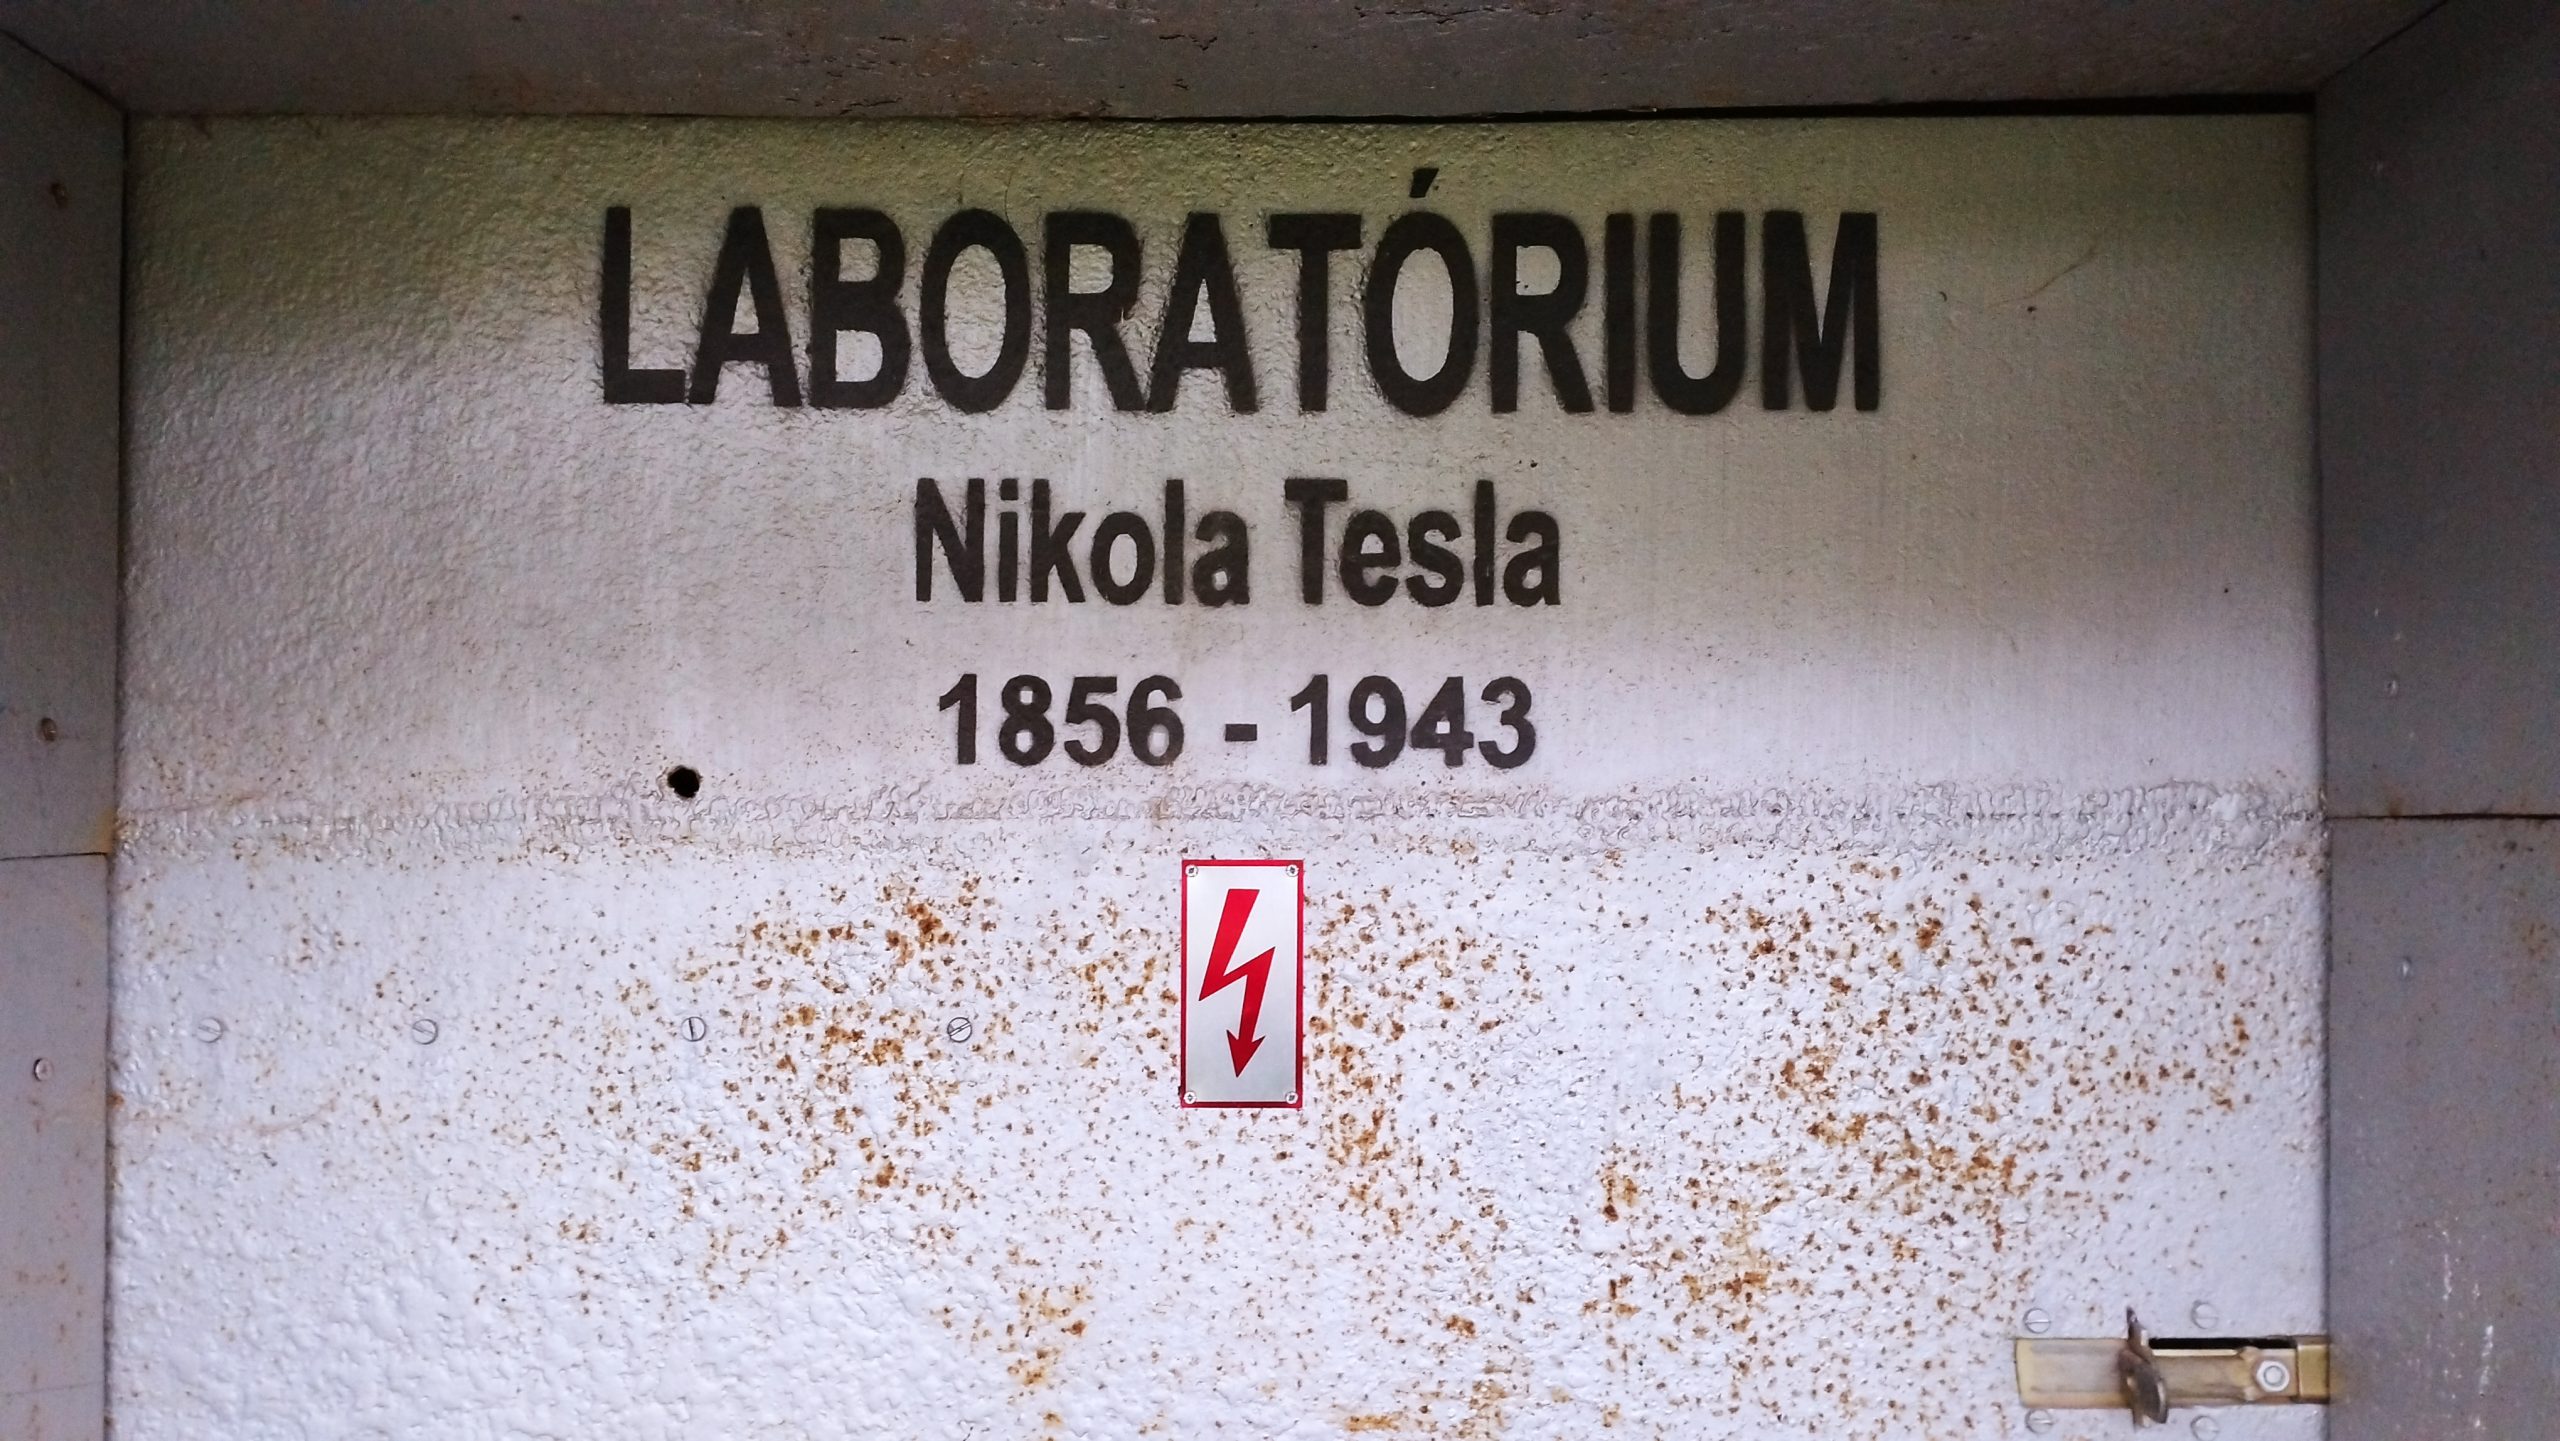 LABORATÓRIUM
Nikola Tesla
1856 - 1943